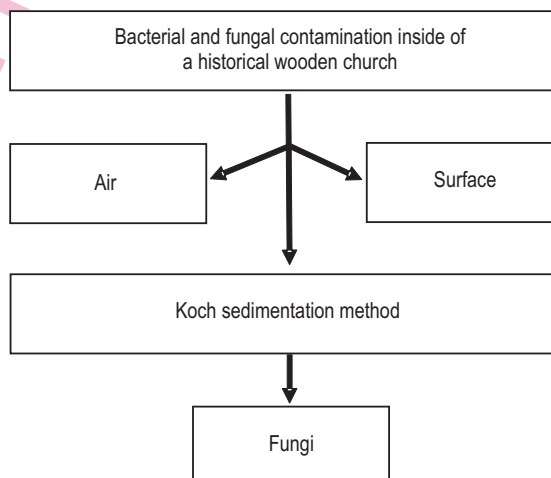 Bacterial and fungal contamination inside of
a historical wooden church
Air
Surface
Koch sedimentation method
Fungi